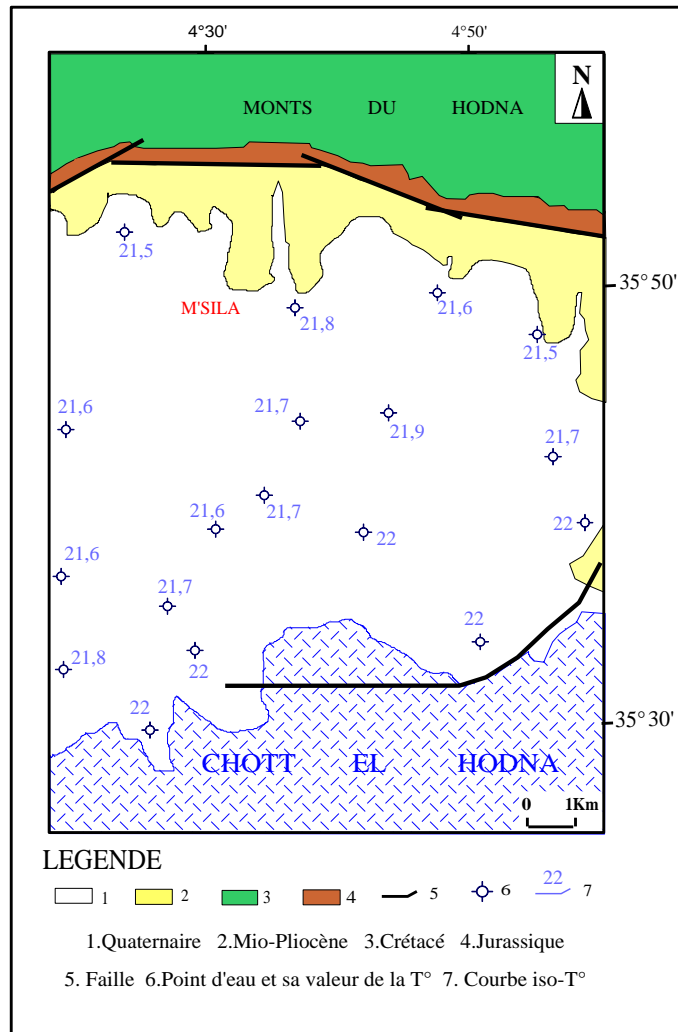 4°30' 4°50'
N
MONTS DU HODNA
21,5
35°50'
M'SILA 21,8 21,6
21,5
21,6 21,7 21,9
21,7
21,6 21,7 22
22
21,6
21,7
22
21,8 22
22
35°30'
CHOTT EL HODNA
0 1Km
LEGENDE
1 2 3 4 5 6 22 7
1.Quaternaire 2.Mio-Pliocène 3.Crétacé 4.Jurassique
5. Faille 6.Point d'eau et sa valeur de la T° 7. Courbe iso-T°